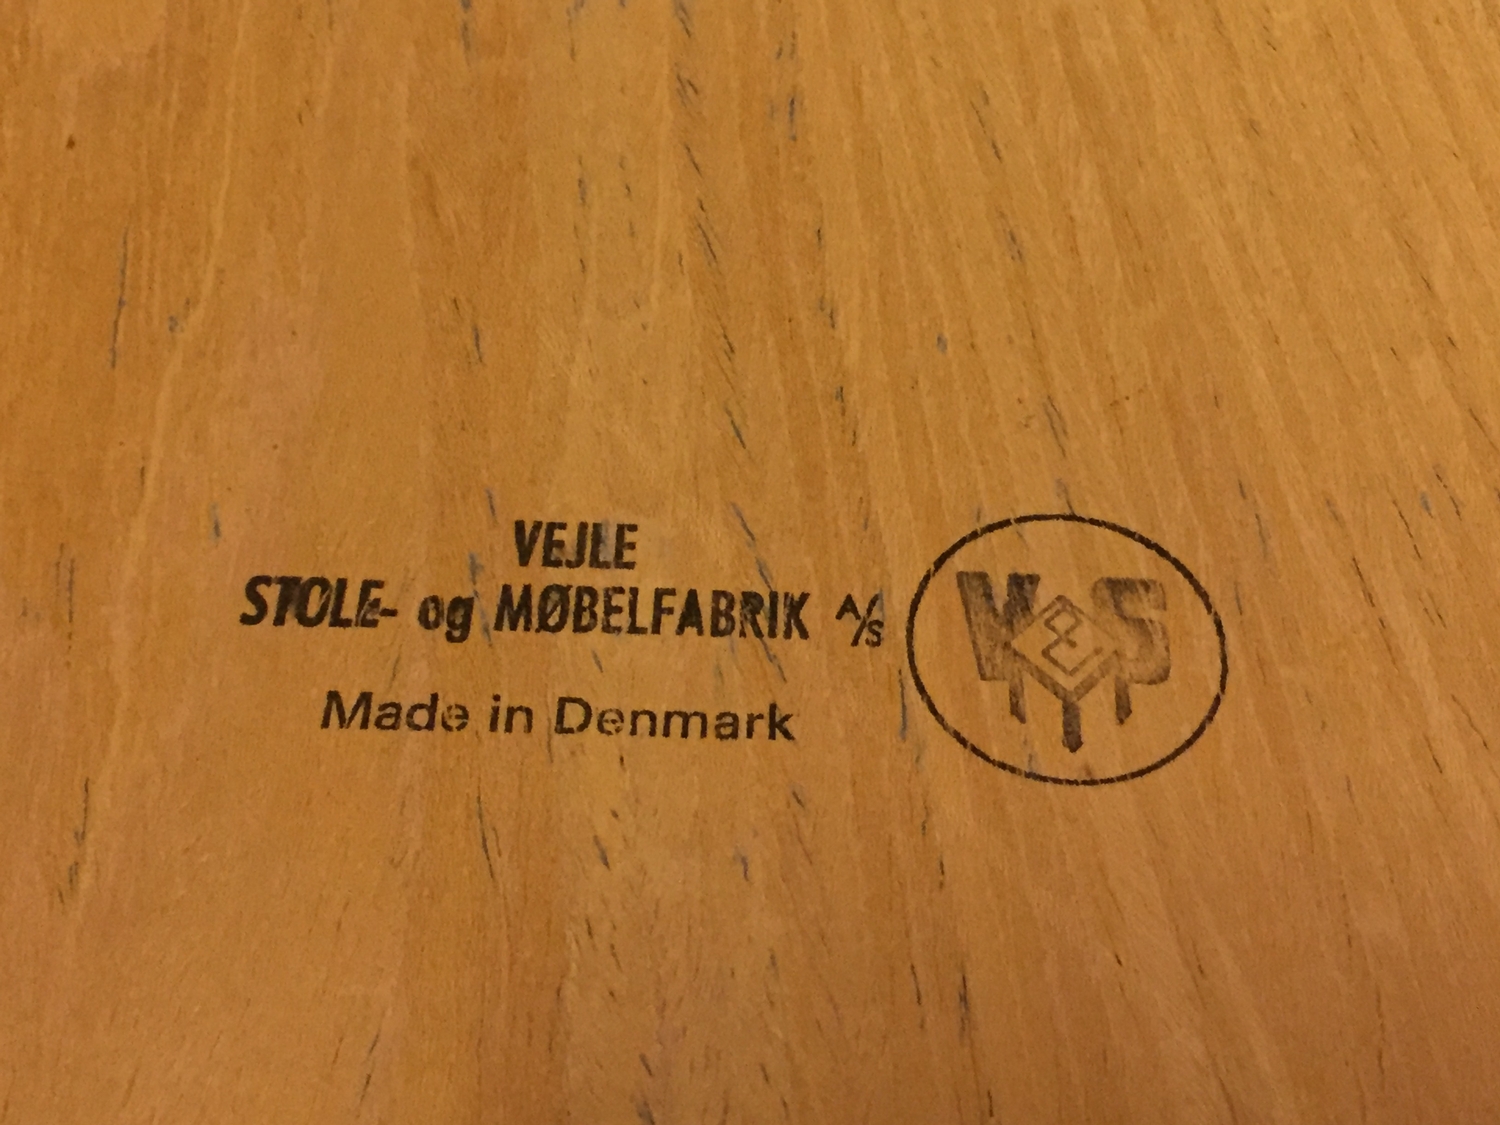 VEJLE
STOLE- og MØBELFABRIK A/S
Made in Denmark
V & S